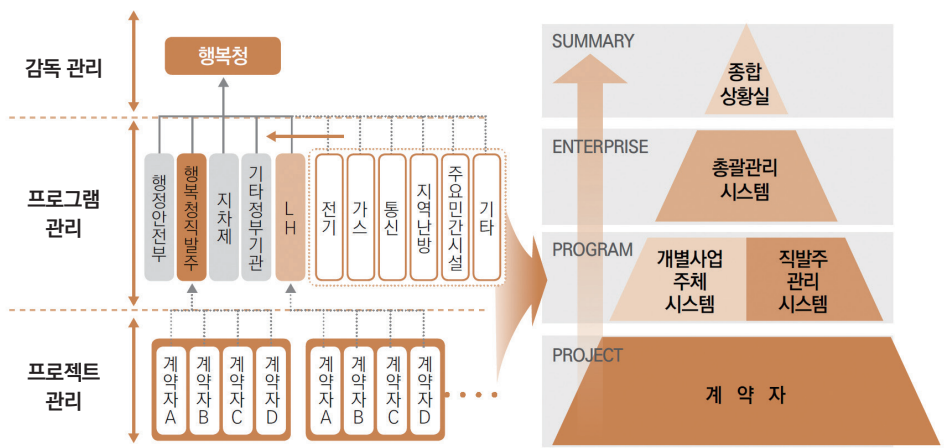 감독 관리
행복청
프로그램
관리
행정안전부
행복청직발주
지차제
기타정부기관
LH
전기
가스
통신
지역난방
주요민간시설
기타
프로젝트
관리
계약자A
계약자B
계약자C
계약자D
계약자A
계약자B
계약자C
계약자D
SUMMARY
종합
상황실
ENTERPRISE
총괄관리
시스템
PROGRAM
개별사업
주체
시스템
직발주
관리
시스템
PROJECT
계 약 자